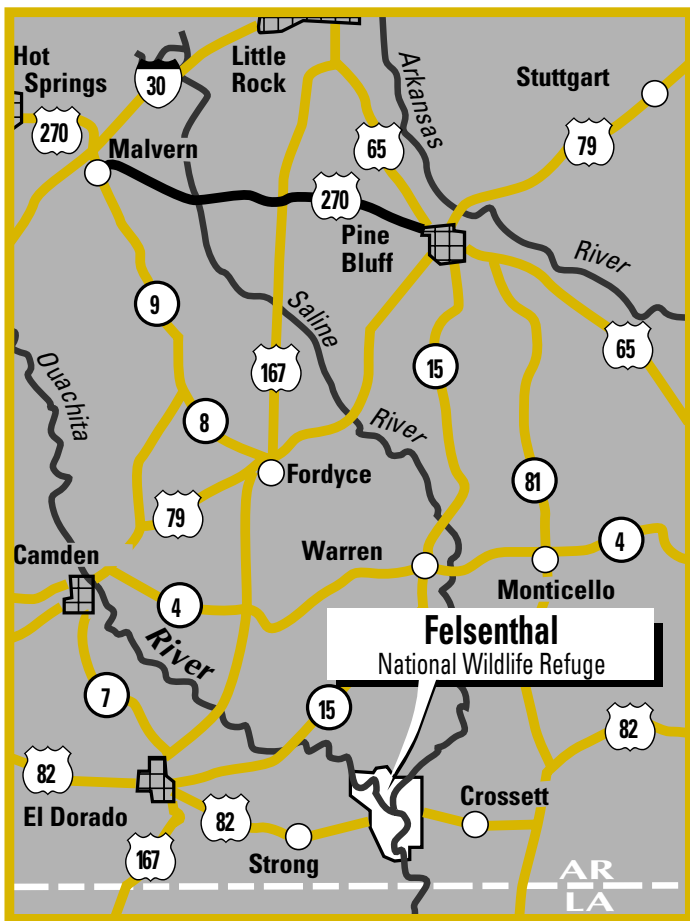 Hot
Springs
Little
Rock
30
Arkansas
Stuttgart
270
65
79
Malvern
270
Pine
Bluff
River
9
Saline
65
Ouachita
167
15
8
River
Fordyce
81
79
Camden
Warren
4
Monticello
4
River
Felsenthal
National Wildlife Refuge
7
15
82
82
El Dorado
82
Crossett
Strong
167
AR
LA